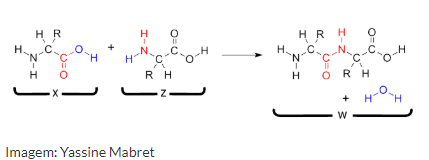 H R
H N C C O H
H O
+
H O
H N C C O H
R H
H R H O
H N C C N C C O H
H O R H
+ H O H
X
Z
W
Imagem: Yassine Mabret